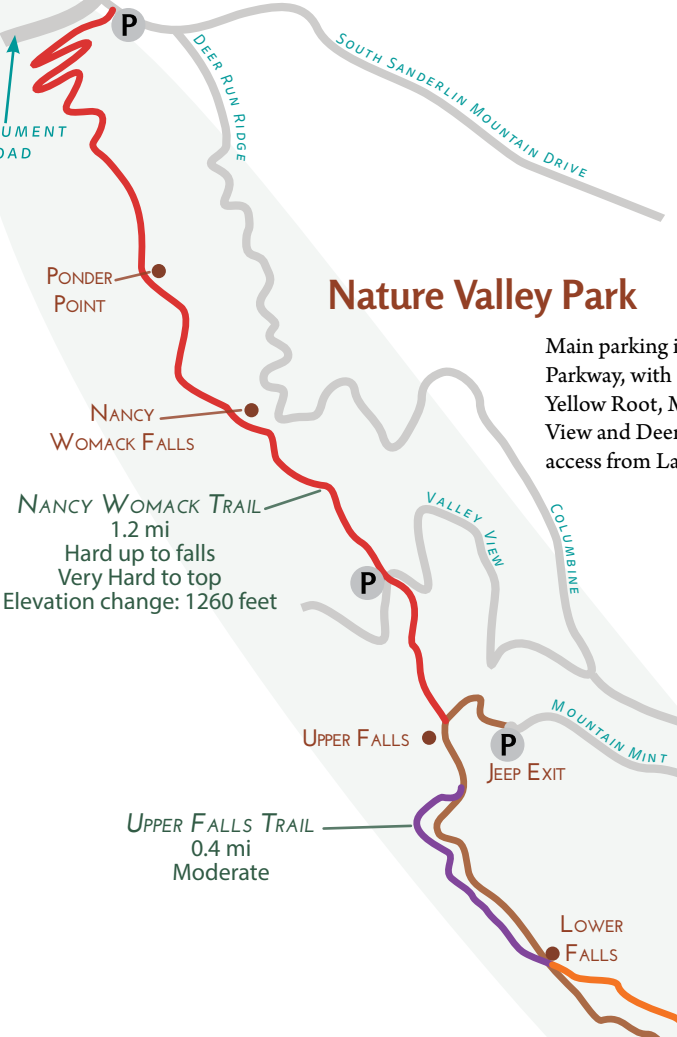 P
DEER RUN RIDGE
SOUTH SANDERLIN MOUNTAIN DRIVE
UMENT
OAD
PONDER
POINT
Nature Valley Park
Main parking i
Parkway, with
Yellow Root, M
View and Deer
access from La
NANCY
WOMACK FALLS
NANCY WOMACK TRAIL
1.2 mi
Hard up to falls
Very Hard to top
Elevation change: 1260 feet
VALLEY VIEW
COLUMBINE
P
UPPER FALLS
MOUNTAIN MINT
P
JEEP EXIT
UPPER FALLS TRAIL
0.4 mi
Moderate
LOWER
FALLS